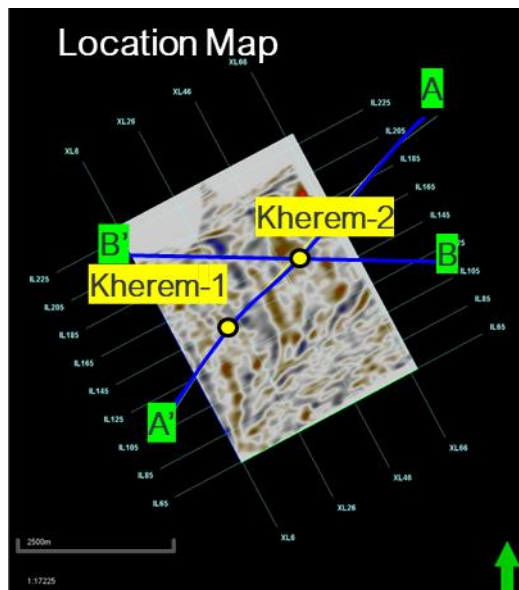 Location Map
XL66
XL46
XL26
XL6
A
IL225
IL205
IL185
IL165
IL145
IL105
IL85
IL65
Kherem-2
B'
B
Kherem-1
IL225
IL205
IL185
IL165
IL145
IL125
IL105
IL85
IL65
A'
XL66
XL46
XL26
XL6
2500m
1:17225